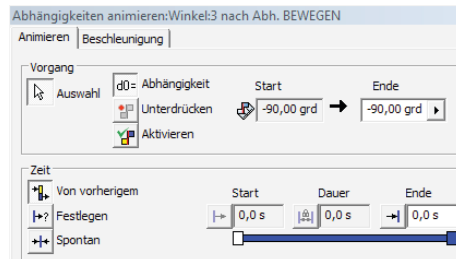 Abhängigkeiten animieren:Winkel:3 nach Abh. BEWEGEN
Animieren Beschleunigung
Vorgang
Auswahl d0= Abhängigkeit Start Ende
Unterdrücken -90,00 grd -90,00 grd
Aktivieren
Zeit
Von vorherigem Start Dauer Ende
Festlegen 0,0 s 0,0 s 0,0 s
Spontan